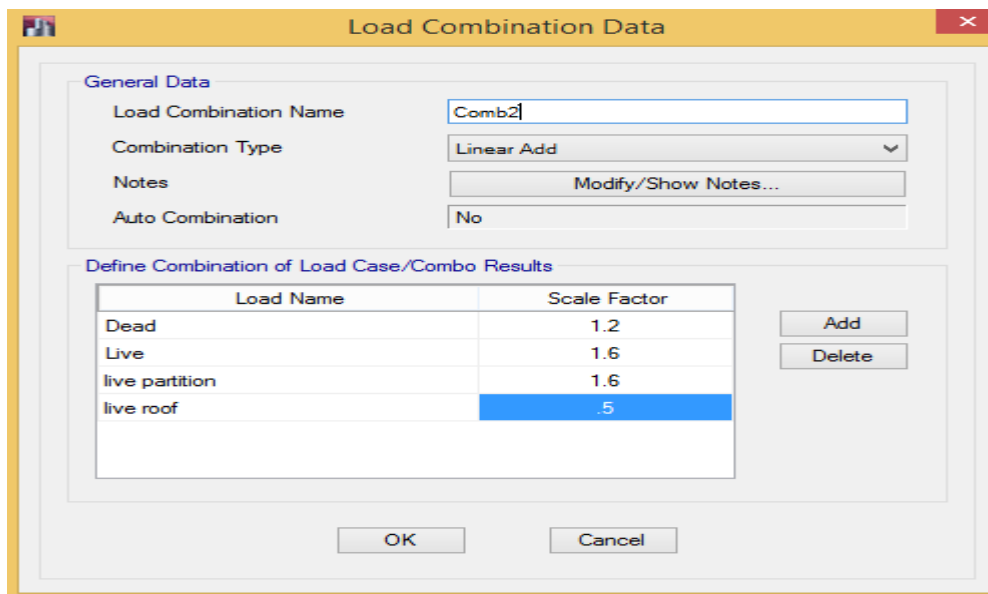 Load Combination Data
General Data
Load Combination Name Comb2
Combination Type Linear Add
Notes Modify/Show Notes...
Auto Combination No
Define Combination of Load Case/Combo Results
Load Name Scale Factor
Dead 1.2
Add
Live 1.6
Delete
live partition 1.6
live roof .5
OK Cancel